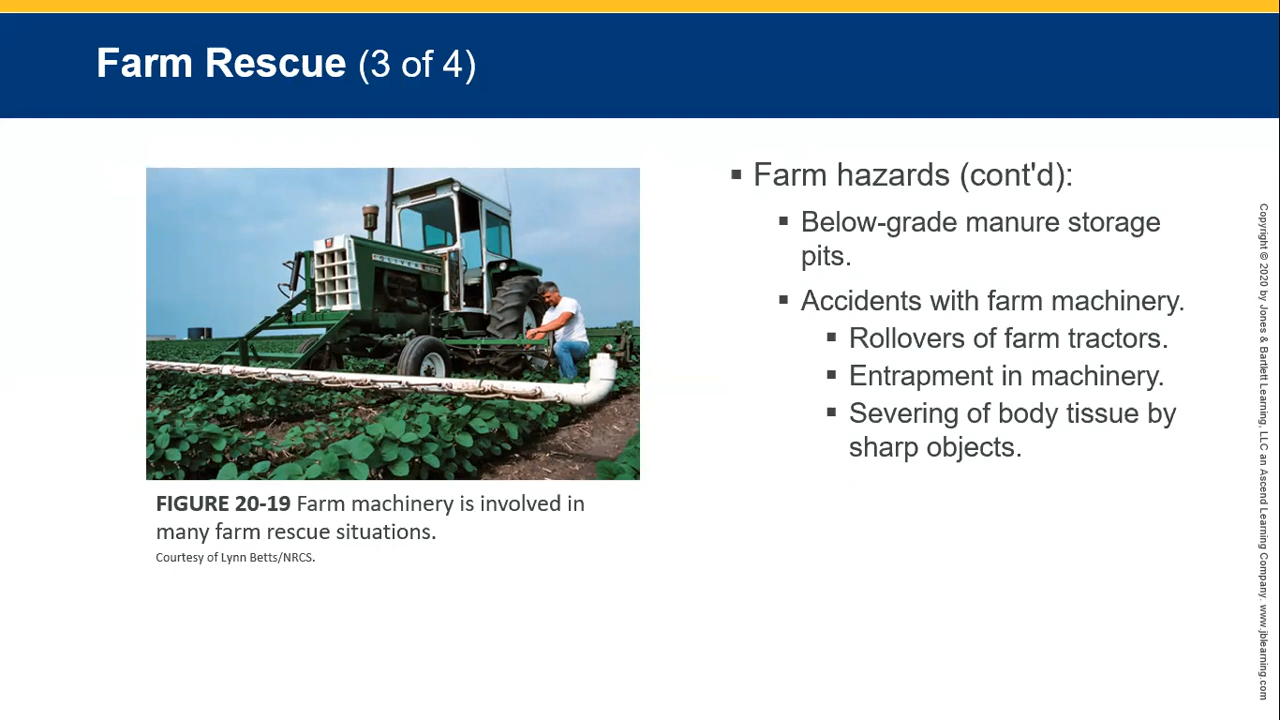 Farm Rescue (3 of 4)
OLIVER
▪ Farm hazards (cont'd):
▪ Below-grade manure storage
pits.
▪ Accidents with farm machinery.
▪ Rollovers of farm tractors.
▪ Entrapment in machinery.
▪ Severing of body tissue by
sharp objects.
FIGURE 20-19 Farm machinery is involved in
many farm rescue situations.
Courtesy of Lynn Betts/NRCS.
Copyright © 2020 by Jones & Bartlett Learning, LLC an Ascend Learning Company. www.jblearning.com